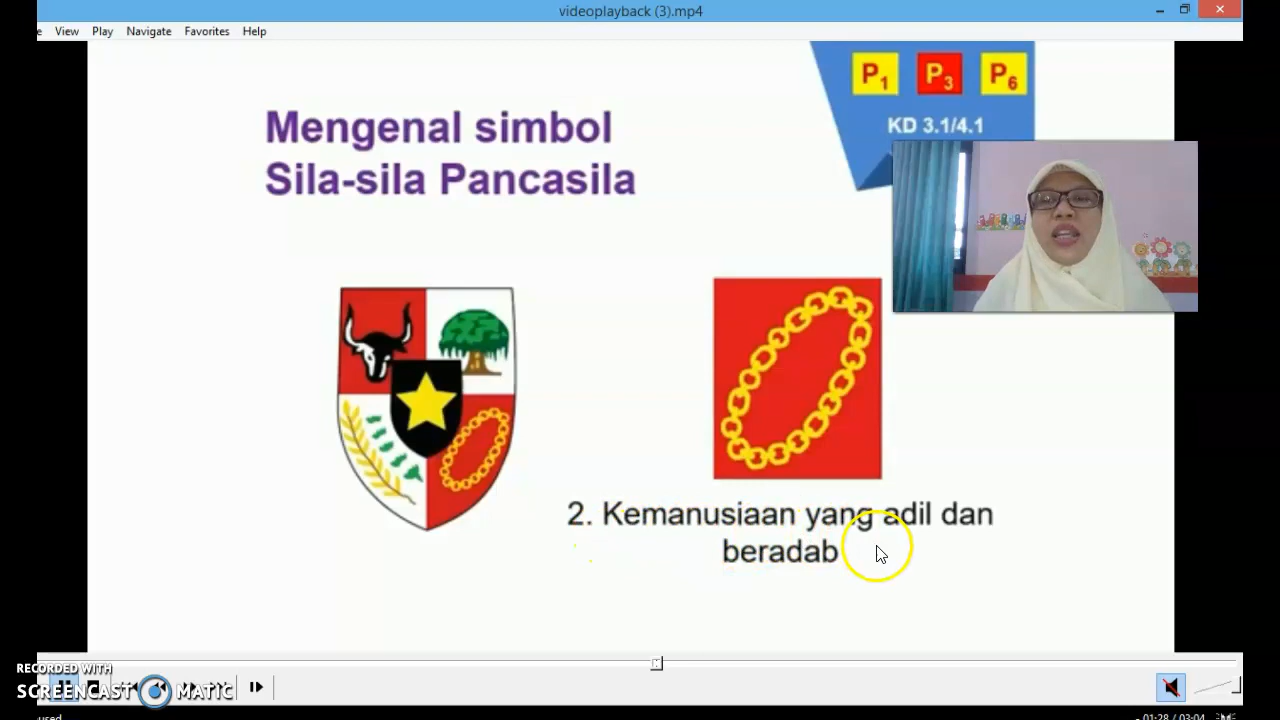 videoplayback (3).mp4
View Play Navigate Favorites Help
P1 P3 P6
KD 3.1/4.1
Mengenal simbol
Sila-sila Pancasila
2. Kemanusiaan yang adil dan
beradab
RECORDED WITH
SCREENCAST MATIC
01:28 / 03:04